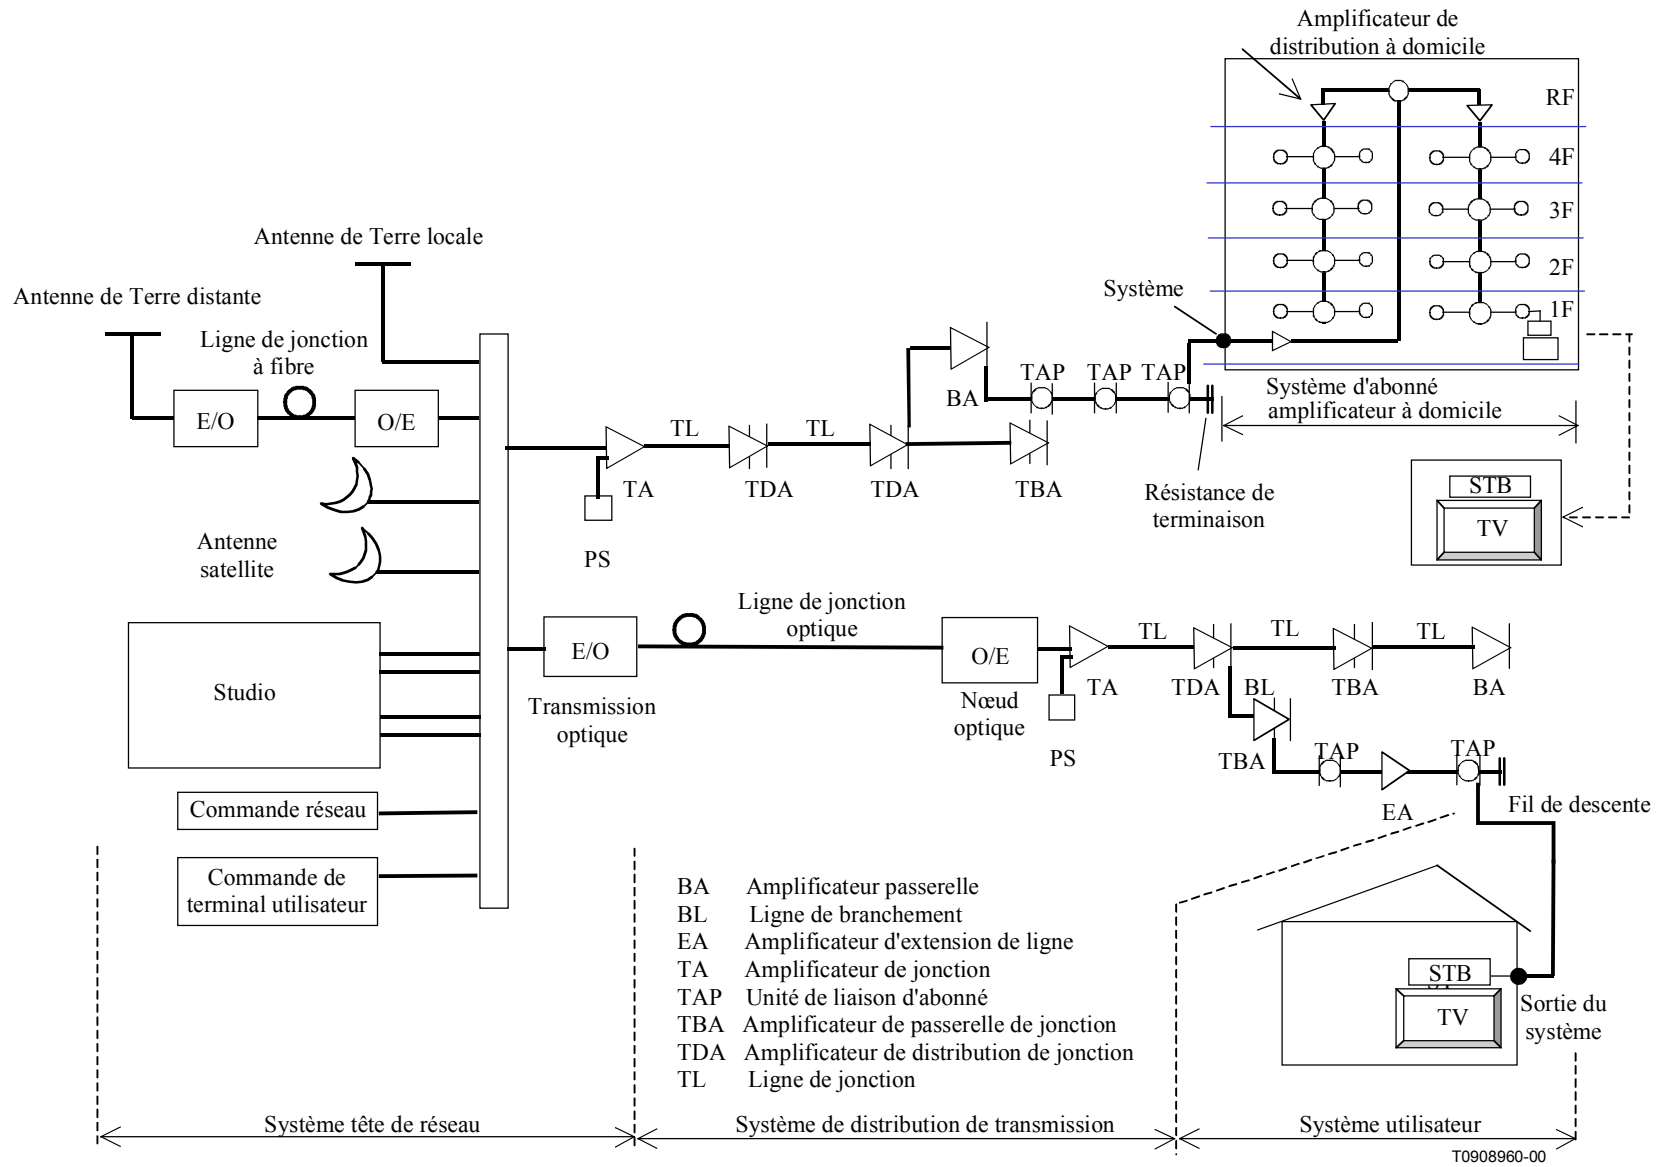 Amplificateur de
distribution à domicile
RF
4F
3F
2F
1F
Antenne de Terre locale
Antenne de Terre distante
Ligne de jonction
à fibre
E/O
O/E
Système
BA
TAP
TAP
TAP
Système d'abonné
amplificateur à domicile
TL
TL
TA
TDA
TDA
TBA
Résistance de
terminaison
PS
STB
TV
Antenne
satellite
Studio
Commande réseau
Commande de
terminal utilisateur
E/O
Transmission
optique
Ligne de jonction
optique
O/E
Nœud
optique
TA
PS
TL
TDA
TL
TBA
TL
BA
BL
TBA
TAP
EA
TAP
Fil de descente
STB
TV
Sortie du
système
BA Amplificateur passerelle
BL Ligne de branchement
EA Amplificateur d'extension de ligne
TA Amplificateur de jonction
TAP Unité de liaison d'abonné
TBA Amplificateur de passerelle de jonction
TDA Amplificateur de distribution de jonction
TL Ligne de jonction
Système tête de réseau
Système de distribution de transmission
Système utilisateur
T0908960-00